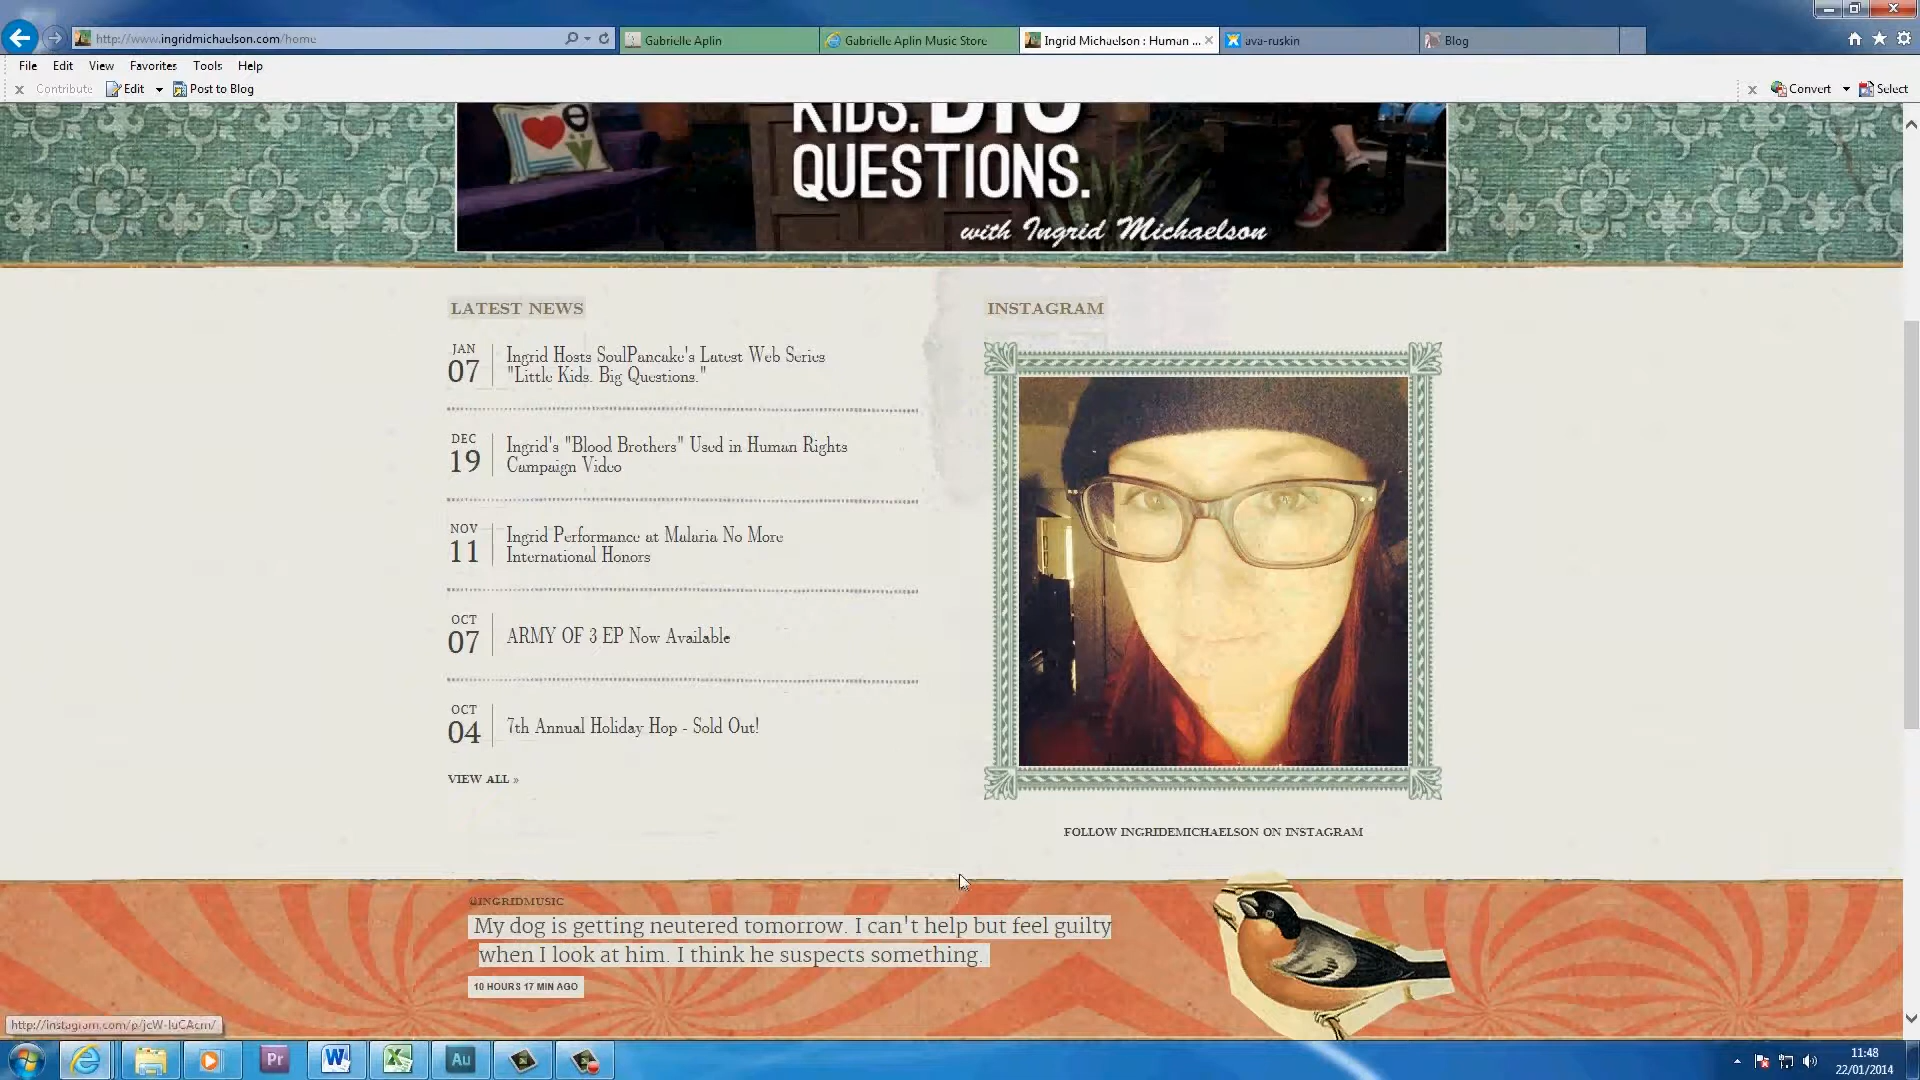 http://www.ingridmichaelson.com/home
Gabrielle Aplin
Gabrielle Aplin Music Store
Ingrid Michaelson : Human ...
ava-ruskin
Blog
File Edit View Favorites Tools Help
Contribute Edit Post to Blog
Convert Select
KIDS. BIG
QUESTIONS.
with Ingrid Michaelson
LATEST NEWS
JAN
07
Ingrid Hosts SoulPancake's Latest Web Series
"Little Kids. Big Questions."
DEC
19
Ingrid's "Blood Brothers" Used in Human Rights
Campaign Video
NOV
11
Ingrid Performance at Malaria No More
International Honors
OCT
07
ARMY OF 3 EP Now Available
OCT
04
7th Annual Holiday Hop - Sold Out!
VIEW ALL »
INSTAGRAM
FOLLOW INGRIDEMICHAELSON ON INSTAGRAM
@INGRIDMUSIC
My dog is getting neutered tomorrow. I can't help but feel guilty
when I look at him. I think he suspects something.
10 HOURS 17 MIN AGO
Pr
W
X
Au
11:48
22/01/2014